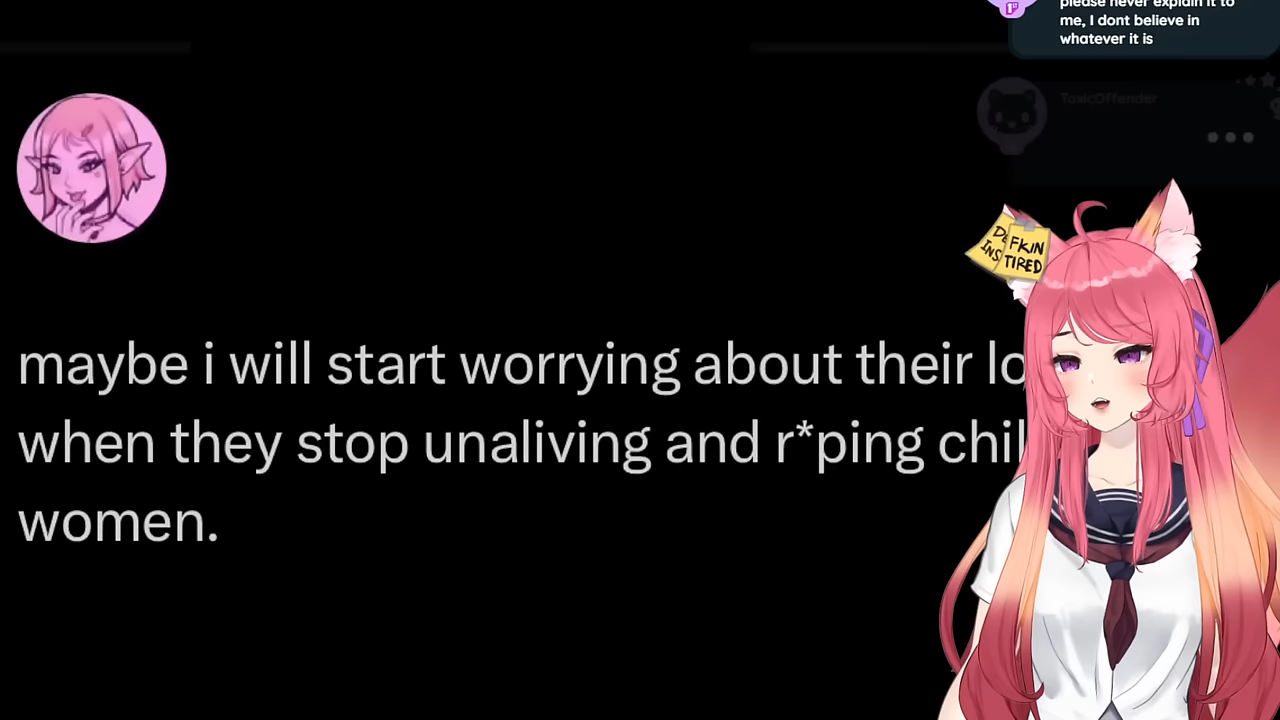 please never explain it to
me, I dont believe in
whatever it is
ToxicOffender
maybe i will start worrying about their lo
when they stop unaliving and r*ping chil
women.
FKIN
TIRED